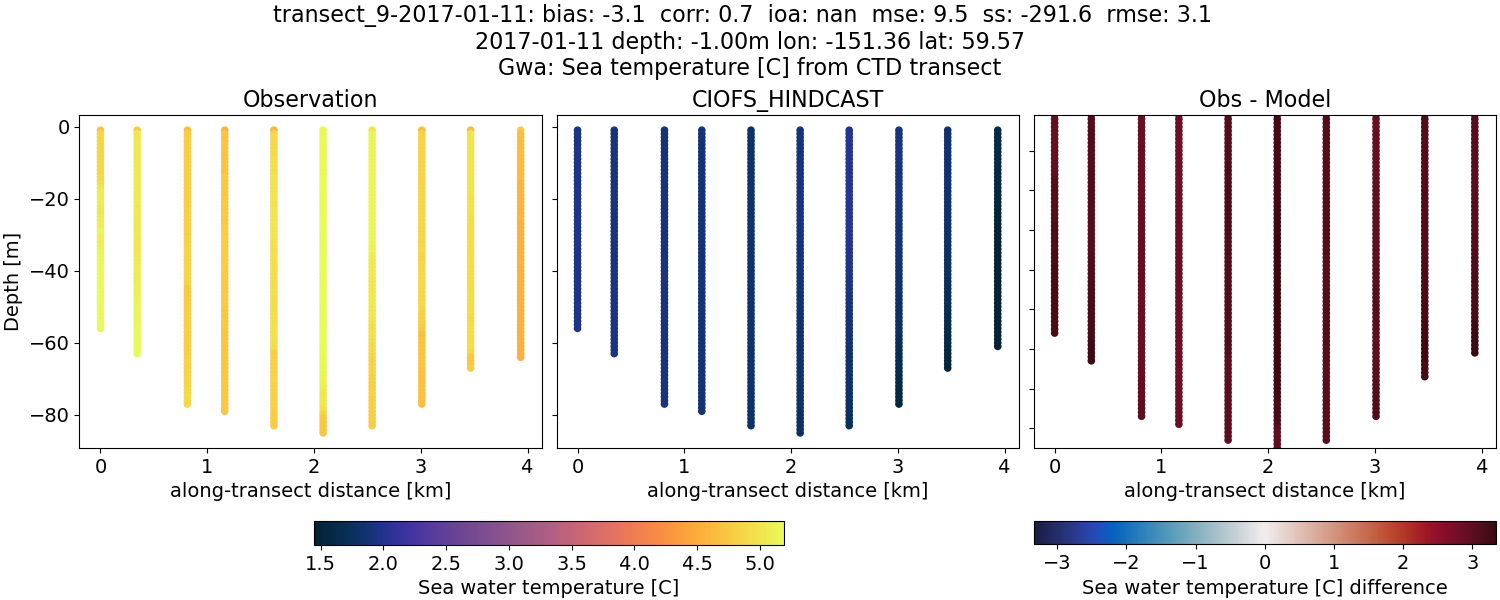 transect_9-2017-01-11: bias: -3.1  corr: 0.7  ioa: nan  mse: 9.5  ss: -291.6  rmse: 3.1
2017-01-11 depth: -1.00m lon: -151.36 lat: 59.57
Gwa: Sea temperature [C] from CTD transect
Observation
CIOFS_HINDCAST
Obs - Model
Depth [m]
0
−20
−40
−60
−80
0 1 2 3 4
0 1 2 3 4
0 1 2 3 4
along-transect distance [km]
along-transect distance [km]
along-transect distance [km]
1.5 2.0 2.5 3.0 3.5 4.0 4.5 5.0
Sea water temperature [C]
−3 −2 −1 0 1 2 3
Sea water temperature [C] difference